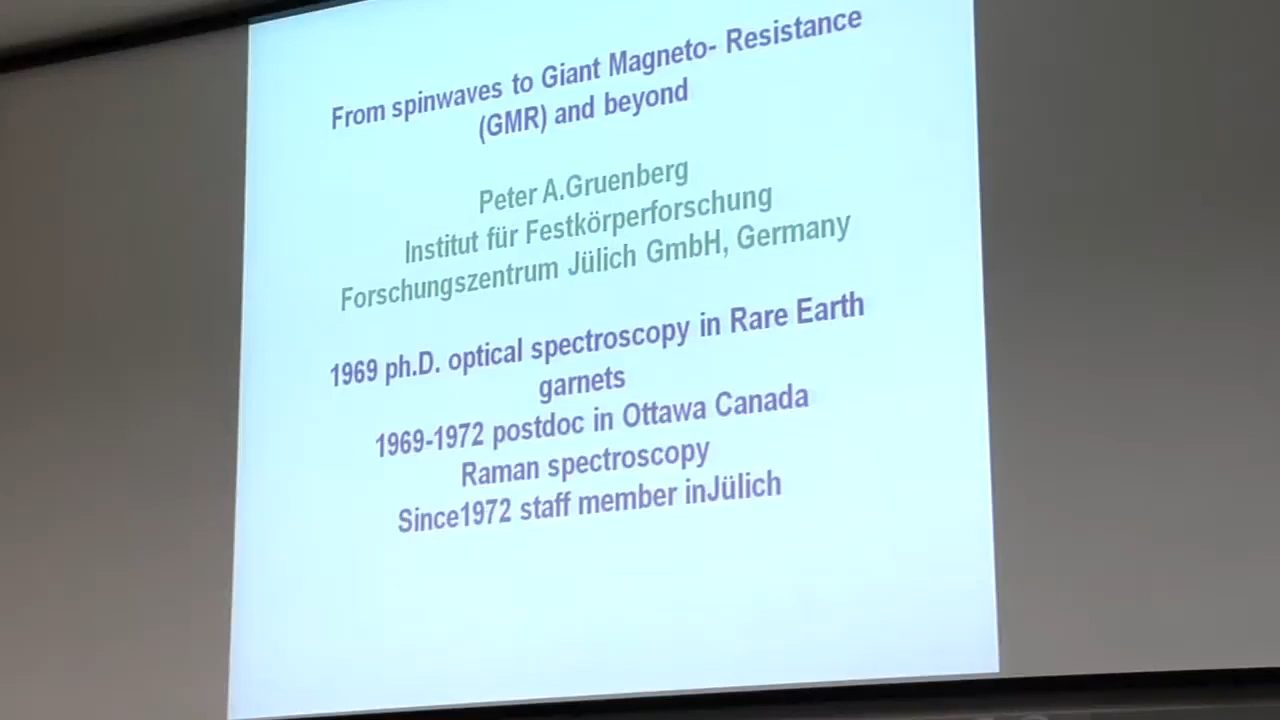 From spinwaves to Giant Magneto- Resistance
(GMR) and beyond
Peter A.Gruenberg
Institut für Festkörperforschung
Forschungszentrum Jülich GmbH, Germany
1969 ph.D. optical spectroscopy in Rare Earth
garnets
1969-1972 postdoc in Ottawa Canada
Raman spectroscopy
Since1972 staff member inJülich